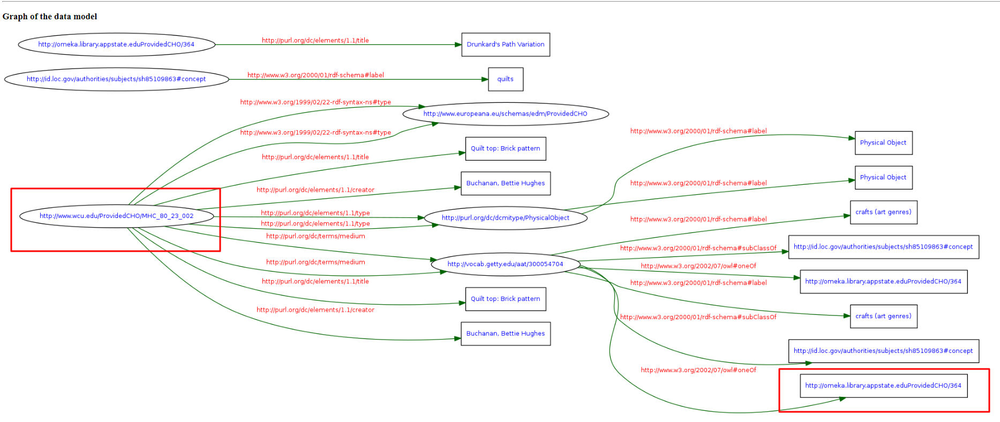 Graph of the data model
http://omeka.library.appstate.eduProvidedCHO/364
http://purl.org/dc/elements/1.1/title
Drunkard's Path Variation
http://id.loc.gov/authorities/subjects/sh85109863#concept
http://www.w3.org/2000/01/rdf-schema#label
quilts
http://www.w3.org/1999/02/22-rdf-syntax-ns#type
http://www.europeana.eu/schemas/edm/ProvidedCHO
http://www.w3.org/1999/02/22-rdf-syntax-ns#type
http://www.w3.org/2000/01/rdf-schema#label
Physical Object
Quilt top: Brick pattern
http://purl.org/dc/elements/1.1/title
Physical Object
http://www.w3.org/2000/01/rdf-schema#label
Buchanan, Bettie Hughes
http://purl.org/dc/elements/1.1/creator
http://www.wcu.edu/ProvidedCHO/MHC_80_23_002
http://purl.org/dc/elements/1.1/type
http://purl.org/dc/dcmitype/PhysicalObject
http://www.w3.org/2000/01/rdf-schema#label
crafts (art genres)
http://purl.org/dc/elements/1.1/type
http://purl.org/dc/terms/medium
http://www.w3.org/2000/01/rdf-schema#subClassOf
http://id.loc.gov/authorities/subjects/sh85109863#concept
http://purl.org/dc/terms/medium
http://vocab.getty.edu/aat/300054704
http://www.w3.org/2002/07/owl#oneOf
http://omeka.library.appstate.eduProvidedCHO/364
http://purl.org/dc/elements/1.1/title
http://www.w3.org/2000/01/rdf-schema#label
Quilt top: Brick pattern
http://purl.org/dc/elements/1.1/creator
http://www.w3.org/2000/01/rdf-schema#subClassOf
crafts (art genres)
Buchanan, Bettie Hughes
http://id.loc.gov/authorities/subjects/sh85109863#concept
http://www.w3.org/2002/07/owl#oneOf
http://omeka.library.appstate.eduProvidedCHO/364